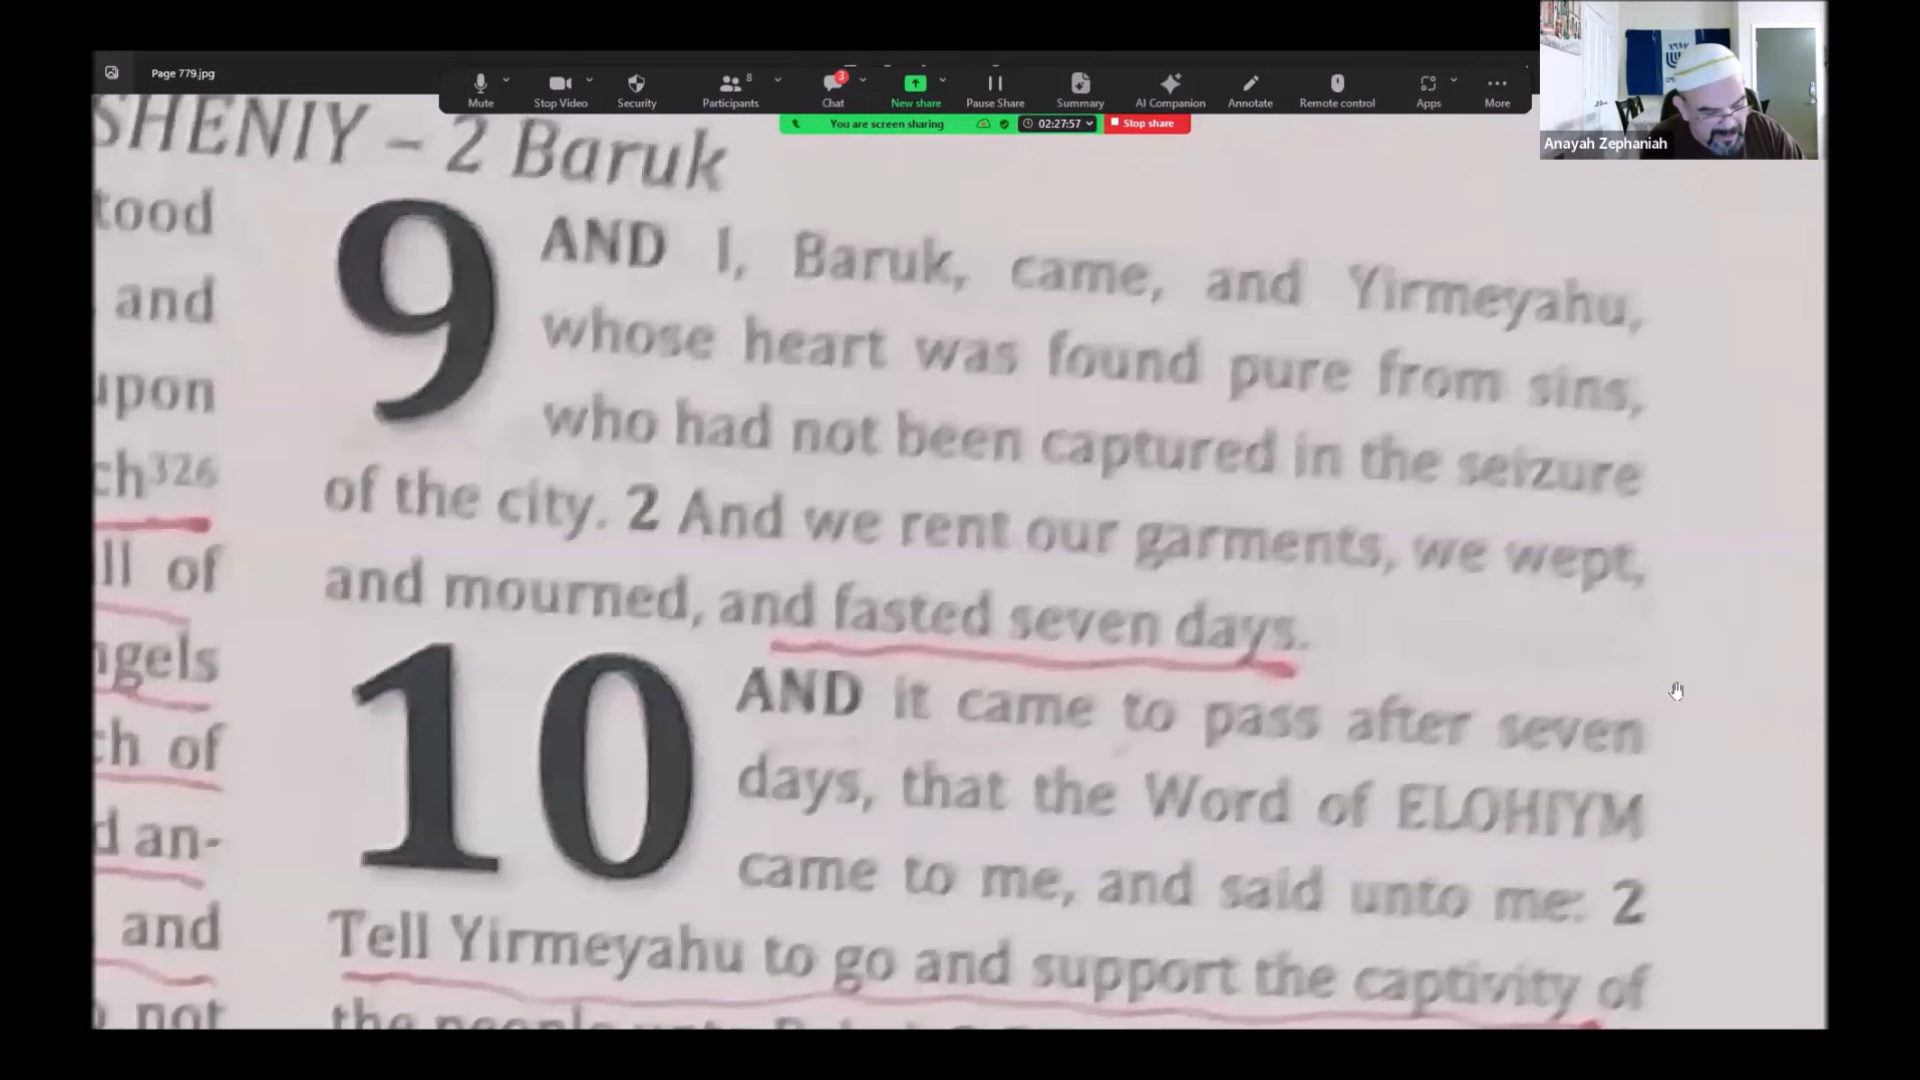 Page 779.jpg
Mute
Stop Video
Security
Participants
8
Chat
3
New share
Pause Share
Summary
AI Companion
Annotate
Remote control
Apps
More
You are screen sharing
02:27:57
Stop share
Anayah Zephaniah
SHENIY – 2 Baruk
tood
and
upon
ch326
ll of
ngels
ch of
d an-
and
not
9 AND I, Baruk, came, and Yirmeyahu,
whose heart was found pure from sins,
who had not been captured in the seizure
of the city. 2 And we rent our garments, we wept,
and mourned, and fasted seven days.
10 AND it came to pass after seven
days, that the Word of ELOHIYM
came to me, and said unto me: 2
Tell Yirmeyahu to go and support the captivity of
the people